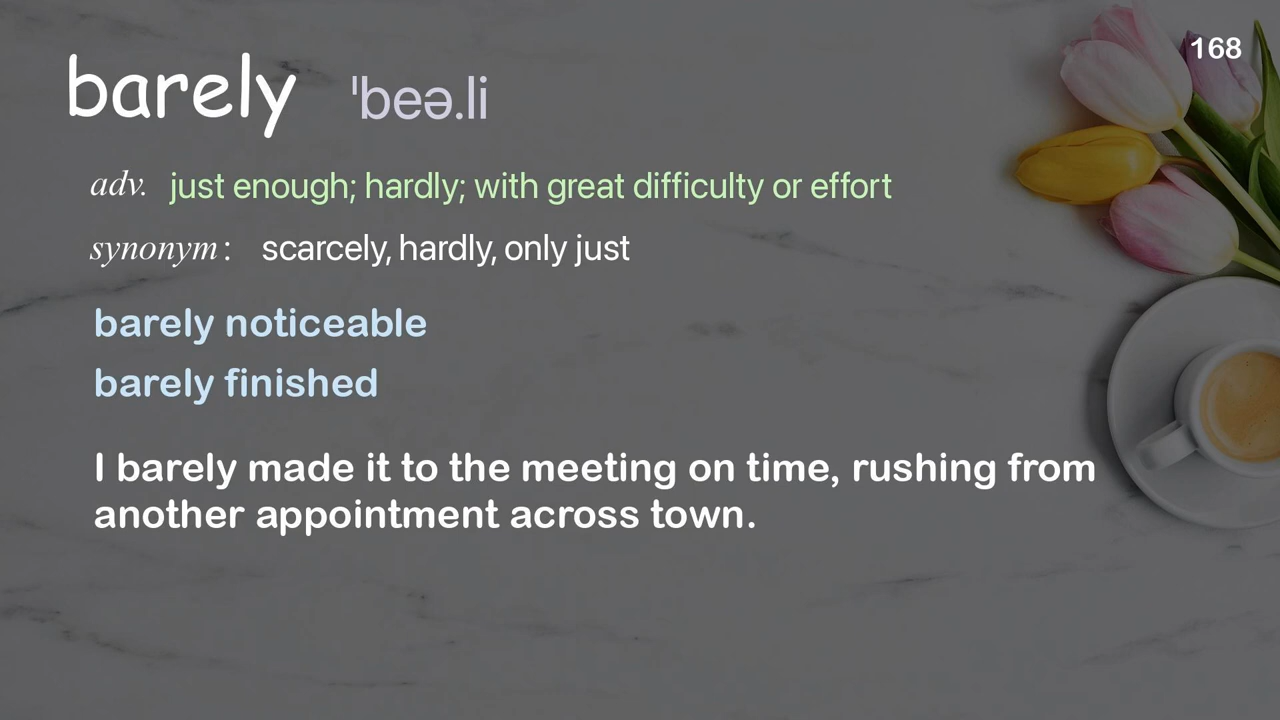 168
barely ˈbeə.li
adv. just enough; hardly; with great difficulty or effort
synonym: scarcely, hardly, only just
barely noticeable
barely finished
I barely made it to the meeting on time, rushing from
another appointment across town.